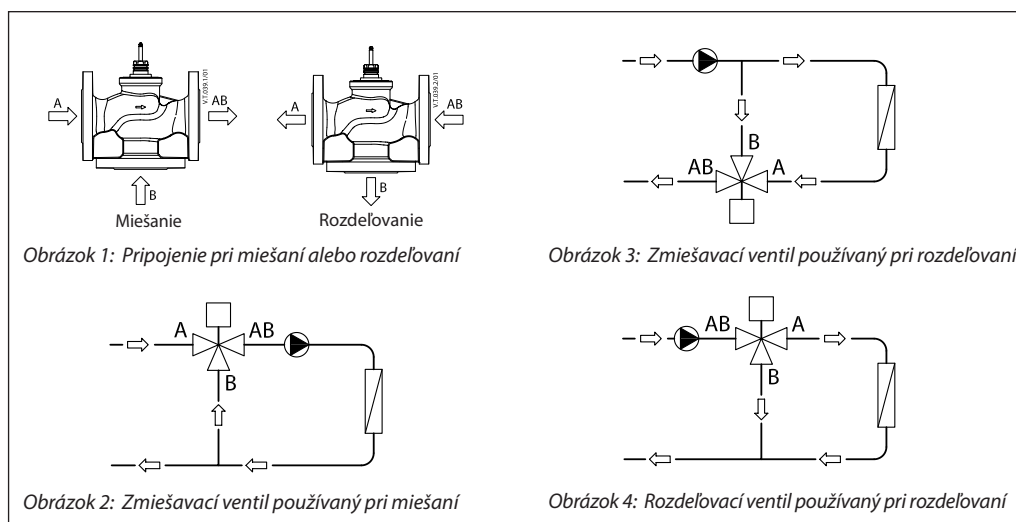 A
AB
B
V.T.039.1/01
Miešanie
A
AB
B
V.T.039.2/01
Rozdeľovanie
Obrázok 1: Pripojenie pri miešaní alebo rozdeľovaní
B
AB
A
Obrázok 3: Zmiešavací ventil používaný pri rozdeľovaní
A
AB
B
Obrázok 2: Zmiešavací ventil používaný pri miešaní
AB
A
B
Obrázok 4: Rozdeľovací ventil používaný pri rozdeľovaní